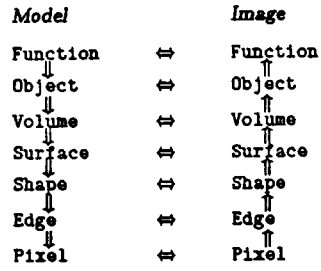 Model Image
Function ⇔ Function
Object ⇔ Object
Volume ⇔ Volume
Surface ⇔ Surface
Shape ⇔ Shape
Edge ⇔ Edge
Pixel ⇔ Pixel